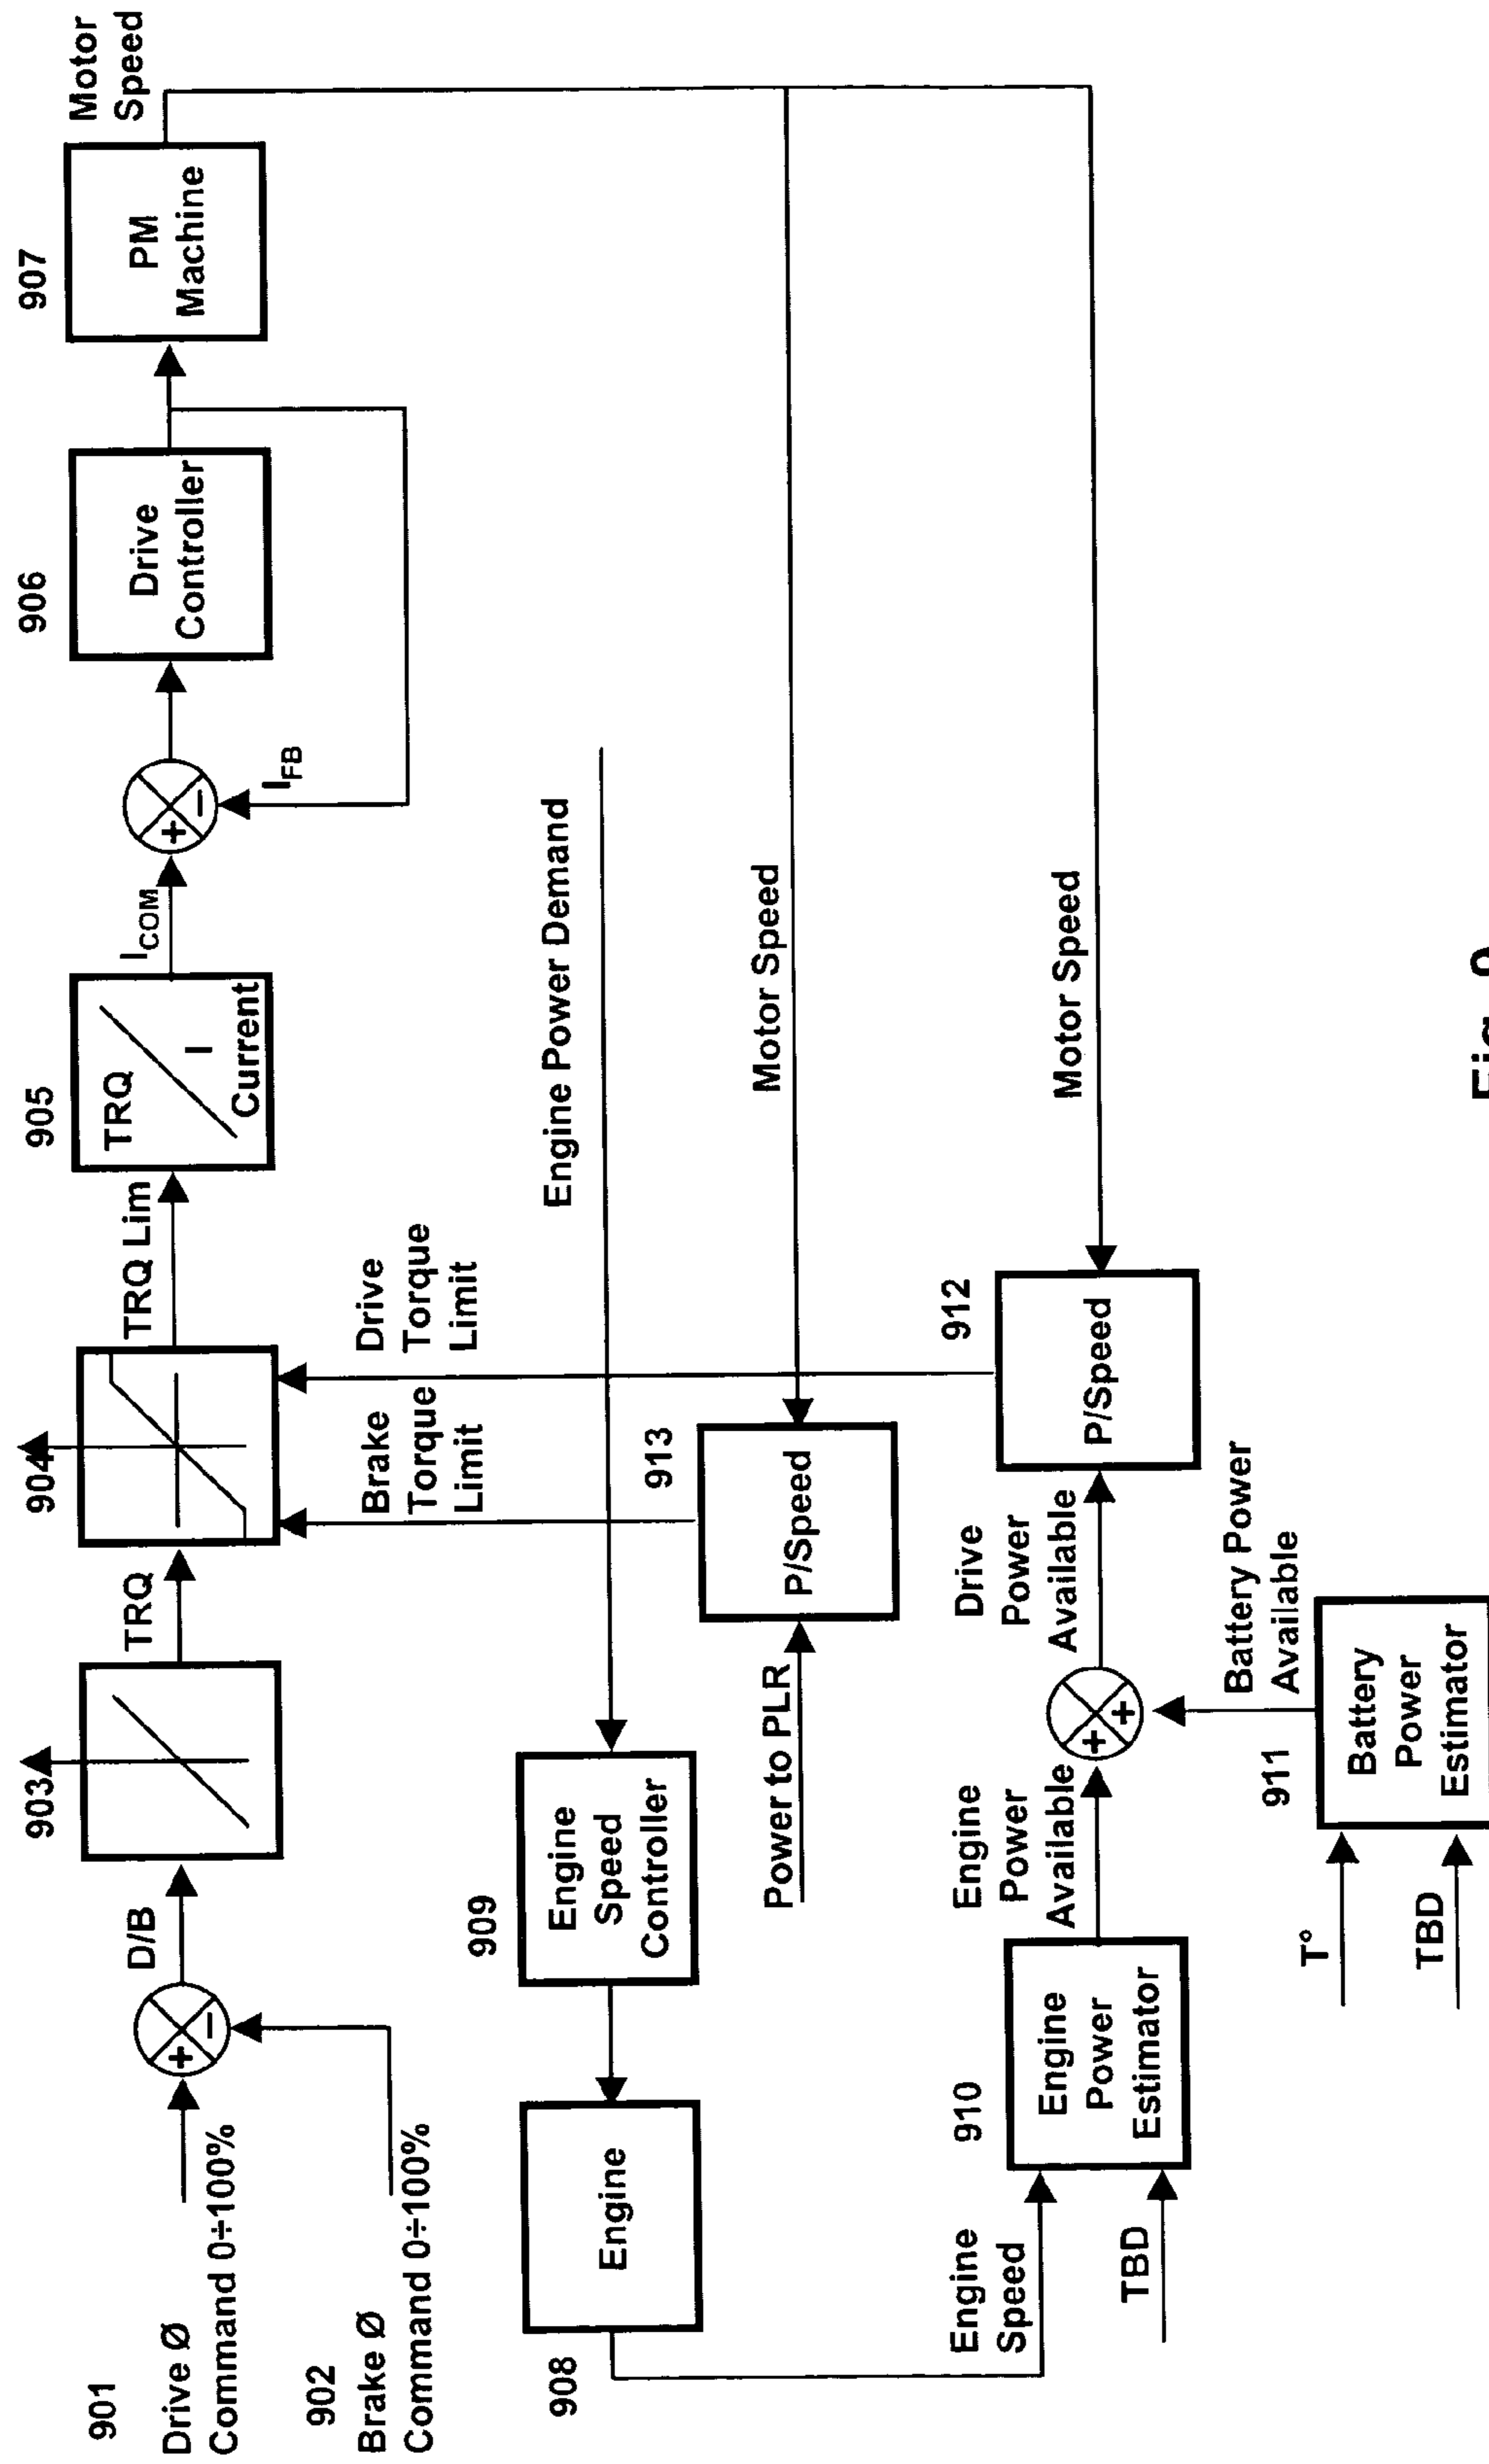 901
Drive Ø
Command 0÷100%
902
Brake Ø
Command 0÷100%
+
−
D/B
903
TRQ
904
TRQ Lim
905
TRQ
I
Current
I_COM
+
−
I_FB
906
Drive
Controller
907
PM
Machine
Motor
Speed
Brake
Torque
Limit
Drive
Torque
Limit
908
Engine
909
Engine
Speed
Controller
Engine Power Demand
Power to PLR
913
P/Speed
Motor Speed
Engine
Speed
TBD
910
Engine
Power
Estimator
Engine
Power
Available
+
+
Drive
Power
Available
912
P/Speed
Motor Speed
T°
TBD
911
Battery
Power
Estimator
Battery Power
Available